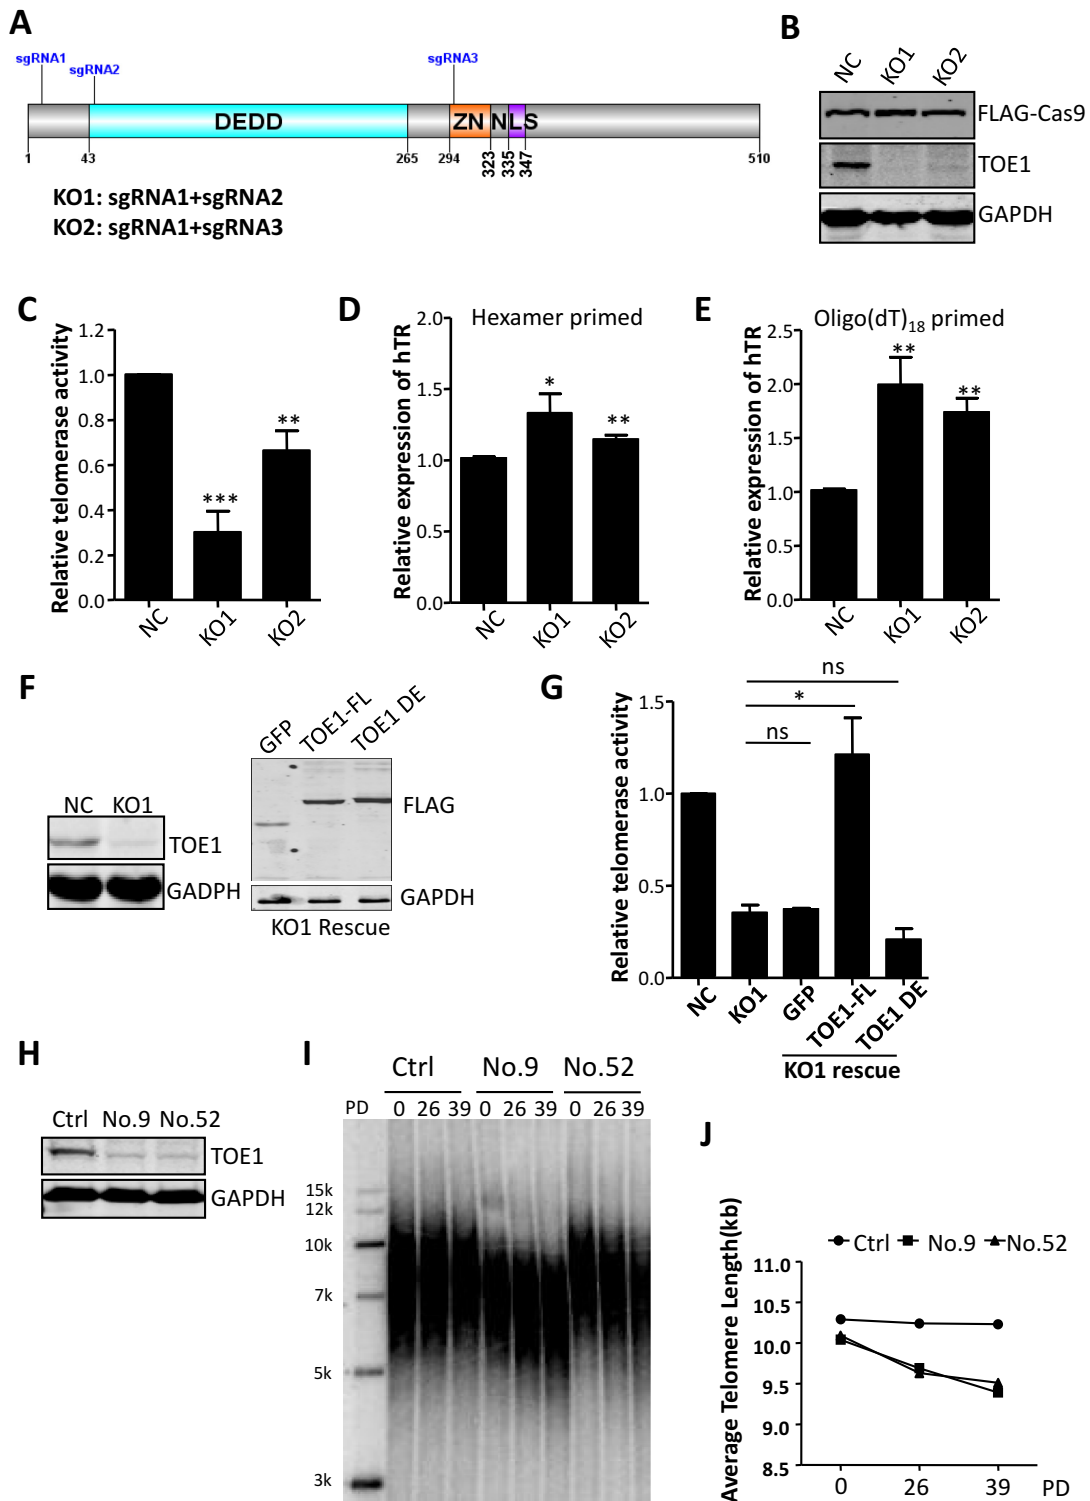 A
sgRNA1
sgRNA2
sgRNA3
DEDD
ZN
NLS
1
43
265
294
323
335
347
510
KO1: sgRNA1+sgRNA2
KO2: sgRNA1+sgRNA3
B
NC
KO1
KO2
FLAG-Cas9
TOE1
GAPDH
C
Relative telomerase activity
1.2
1.0
0.8
0.6
0.4
0.2
0.0
***
**
NC
KO1
KO2
D
Hexamer primed
Relative expression of hTR
2.0
1.5
1.0
0.5
0.0
*
**
NC
KO1
KO2
E
Oligo(dT)18 primed
Relative expression of hTR
2.5
2.0
1.5
1.0
0.5
0.0
**
**
NC
KO1
KO2
F
NC KO1
TOE1
GADPH
GFP
TOE1-FL
TOE1 DE
FLAG
GAPDH
KO1 Rescue
G
Relative telomerase activity
1.5
1.0
0.5
0.0
ns
*
ns
NC
KO1
GFP
TOE1-FL
TOE1 DE
KO1 rescue
H
Ctrl No.9 No.52
TOE1
GAPDH
I
Ctrl No.9 No.52
PD 0 26 39 0 26 39 0 26 39
15k
12k
10k
7k
5k
3k
J
Ctrl No.9 No.52
Average Telomere Length(kb)
11.0
10.5
10.0
9.5
9.0
8.5
0 26 39 PD